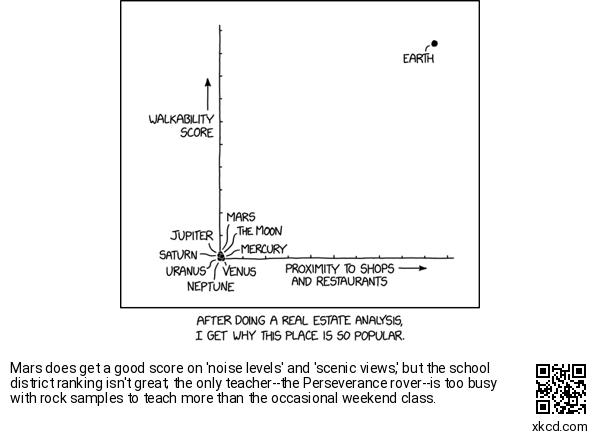 EARTH
WALKABILITY
SCORE
MARS
JUPITER
THE MOON
SATURN
MERCURY
URANUS
VENUS
NEPTUNE
PROXIMITY TO SHOPS
AND RESTAURANTS
AFTER DOING A REAL ESTATE ANALYSIS,
I GET WHY THIS PLACE IS SO POPULAR.
Mars does get a good score on 'noise levels' and 'scenic views,' but the school
district ranking isn't great; the only teacher--the Perseverance rover--is too busy
with rock samples to teach more than the occasional weekend class.
xkcd.com